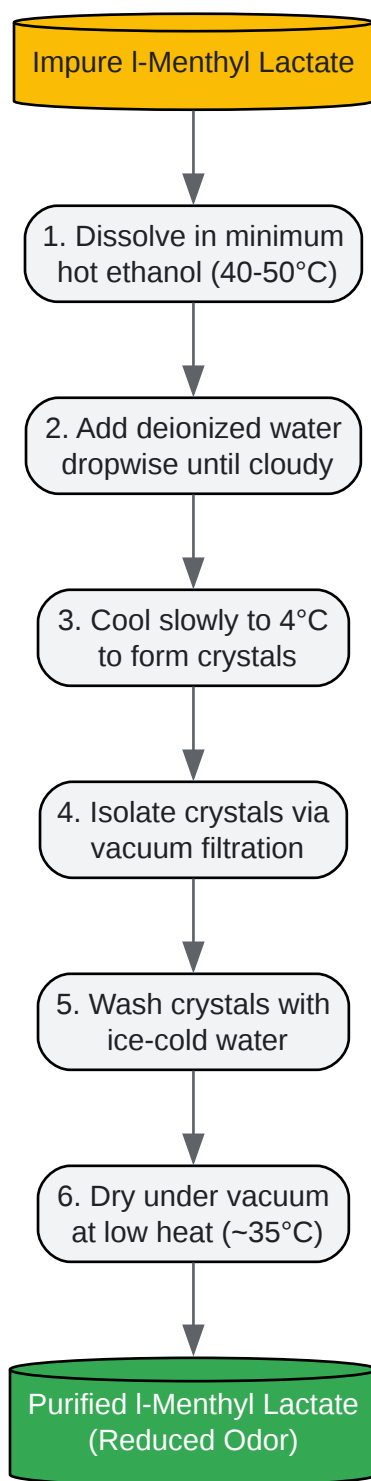 Impure l-Menthyl Lactate
1. Dissolve in minimum
hot ethanol (40-50°C)
2. Add deionized water
dropwise until cloudy
3. Cool slowly to 4°C
to form crystals
4. Isolate crystals via
vacuum filtration
5. Wash crystals with
ice-cold water
6. Dry under vacuum
at low heat (~35°C)
Purified l-Menthyl Lactate
(Reduced Odor)